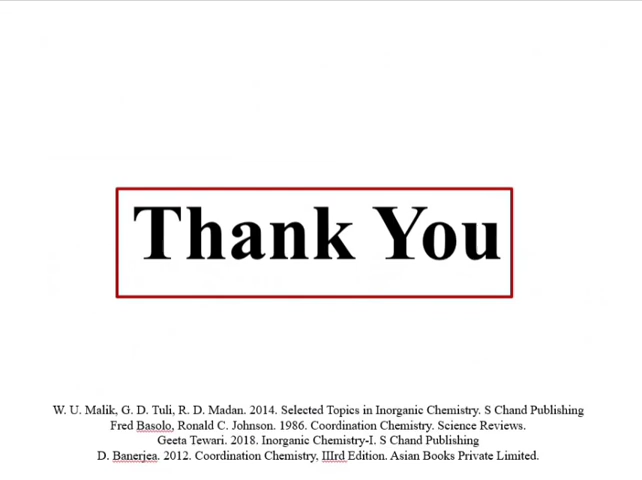 Thank You
W. U. Malik, G. D. Tuli, R. D. Madan. 2014. Selected Topics in Inorganic Chemistry. S Chand Publishing
Fred Basolo, Ronald C. Johnson. 1986. Coordination Chemistry. Science Reviews.
Geeta Tewari. 2018. Inorganic Chemistry-I. S Chand Publishing
D. Banerjea. 2012. Coordination Chemistry, IIIrd Edition. Asian Books Private Limited.